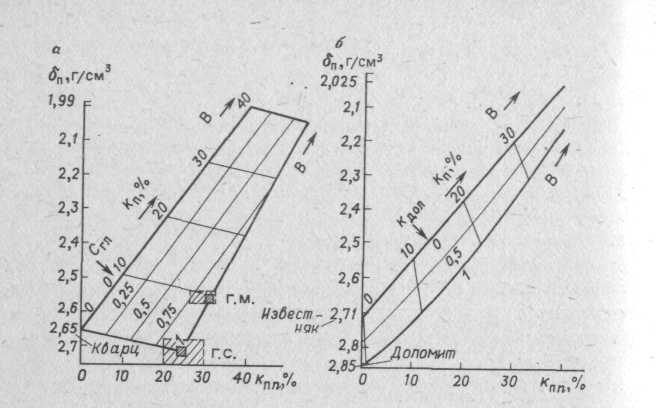 а
δп, г/см³
1,99
2,1
2,2
2,3
2,4
2,5
2,6
2,65
2,7
0
10
20
30
40 кпп, %
Сгл
Кп, %
В
В
0
10
20
30
40
0
0,25
0,5
0,75
1
Кварц
г.м.
г.с.
б
δп, г/см³
2,025
2,1
2,2
2,3
2,4
2,5
2,6
2,71
2,8
2,85
0
10
20
30
кпп, %
Кдол
Кп, %
В
В
0
10
20
30
0
0,5
1
Извест-
няк
Доломит